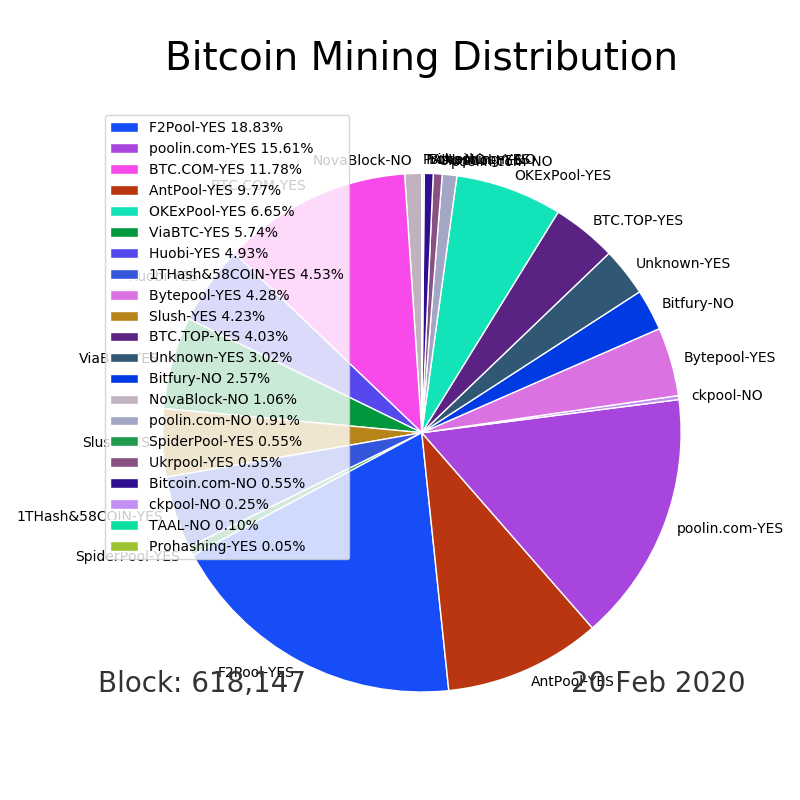 Bitcoin Mining Distribution
F2Pool-YES 18.83%
poolin.com-YES 15.61%
BTC.COM-YES 11.78%
AntPool-YES 9.77%
OKExPool-YES 6.65%
ViaBTC-YES 5.74%
Huobi-YES 4.93%
1THash&58COIN-YES 4.53%
Bytepool-YES 4.28%
Slush-YES 4.23%
BTC.TOP-YES 4.03%
Unknown-YES 3.02%
Bitfury-NO 2.57%
NovaBlock-NO 1.06%
poolin.com-NO 0.91%
SpiderPool-YES 0.55%
Ukrpool-YES 0.55%
Bitcoin.com-NO 0.55%
ckpool-NO 0.25%
TAAL-NO 0.10%
Prohashing-YES 0.05%
NovaBlock-NO
OKExPool-YES
BTC.COM-YES
BTC.TOP-YES
Unknown-YES
Bitfury-NO
Bytepool-YES
ckpool-NO
1THash&58COIN-YES
poolin.com-YES
SpiderPool-YES
F2Pool-YES
AntPool-YES
Block: 618,147
20 Feb 2020